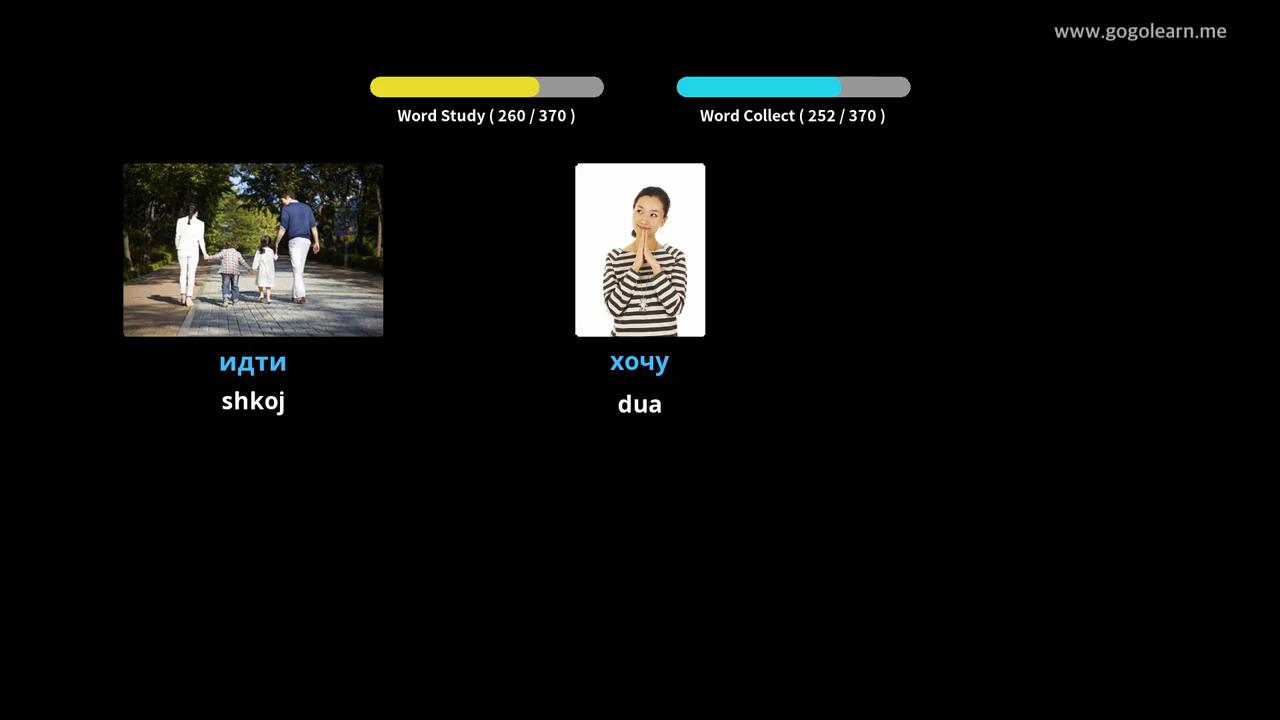 www.gogolearn.me
Word Study ( 260 / 370 )
Word Collect ( 252 / 370 )
идти
shkoj
хочу
dua